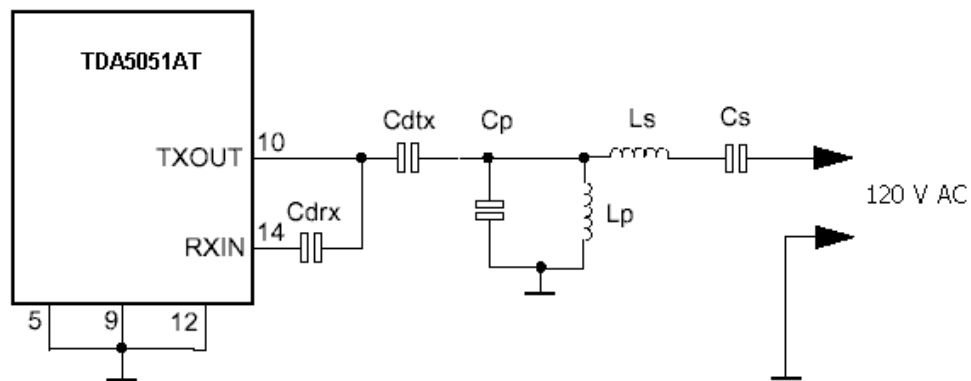 TDA5051AT
TXOUT
10
Cdtx
Cp
Ls
Cs
Cdrx
RXIN
14
Lp
120 V AC
5
9
12